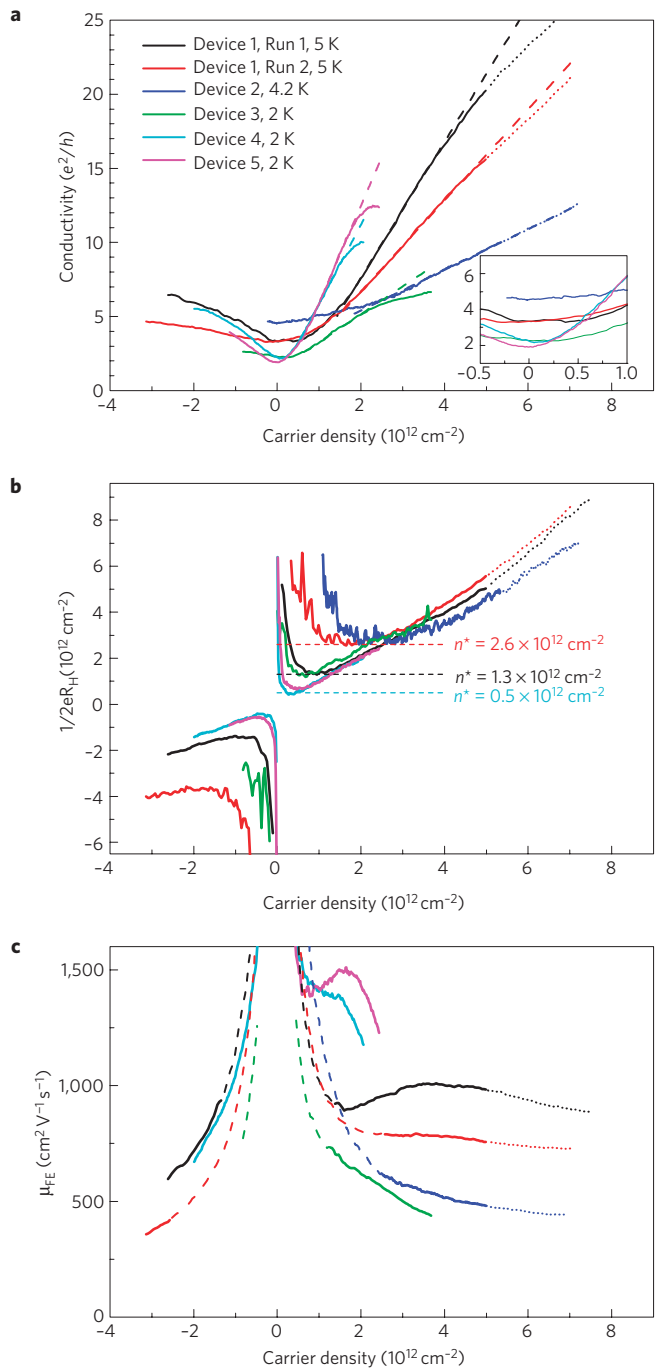 a
25
20
15
10
5
0
Conductivity (e²/h)
Device 1, Run 1, 5 K
Device 1, Run 2, 5 K
Device 2, 4.2 K
Device 3, 2 K
Device 4, 2 K
Device 5, 2 K
6
4
2
−0.5 0 0.5 1.0
−4 −2 0 2 4 6 8
Carrier density (10¹² cm⁻²)
b
8
6
4
2
0
−2
−4
−6
1/2eR_H (10¹² cm⁻²)
n* = 2.6 × 10¹² cm⁻²
n* = 1.3 × 10¹² cm⁻²
n* = 0.5 × 10¹² cm⁻²
−4 −2 0 2 4 6 8
Carrier density (10¹² cm⁻²)
c
1,500
1,000
500
0
μ_FE (cm² V⁻¹ s⁻¹)
−4 −2 0 2 4 6 8
Carrier density (10¹² cm⁻²)